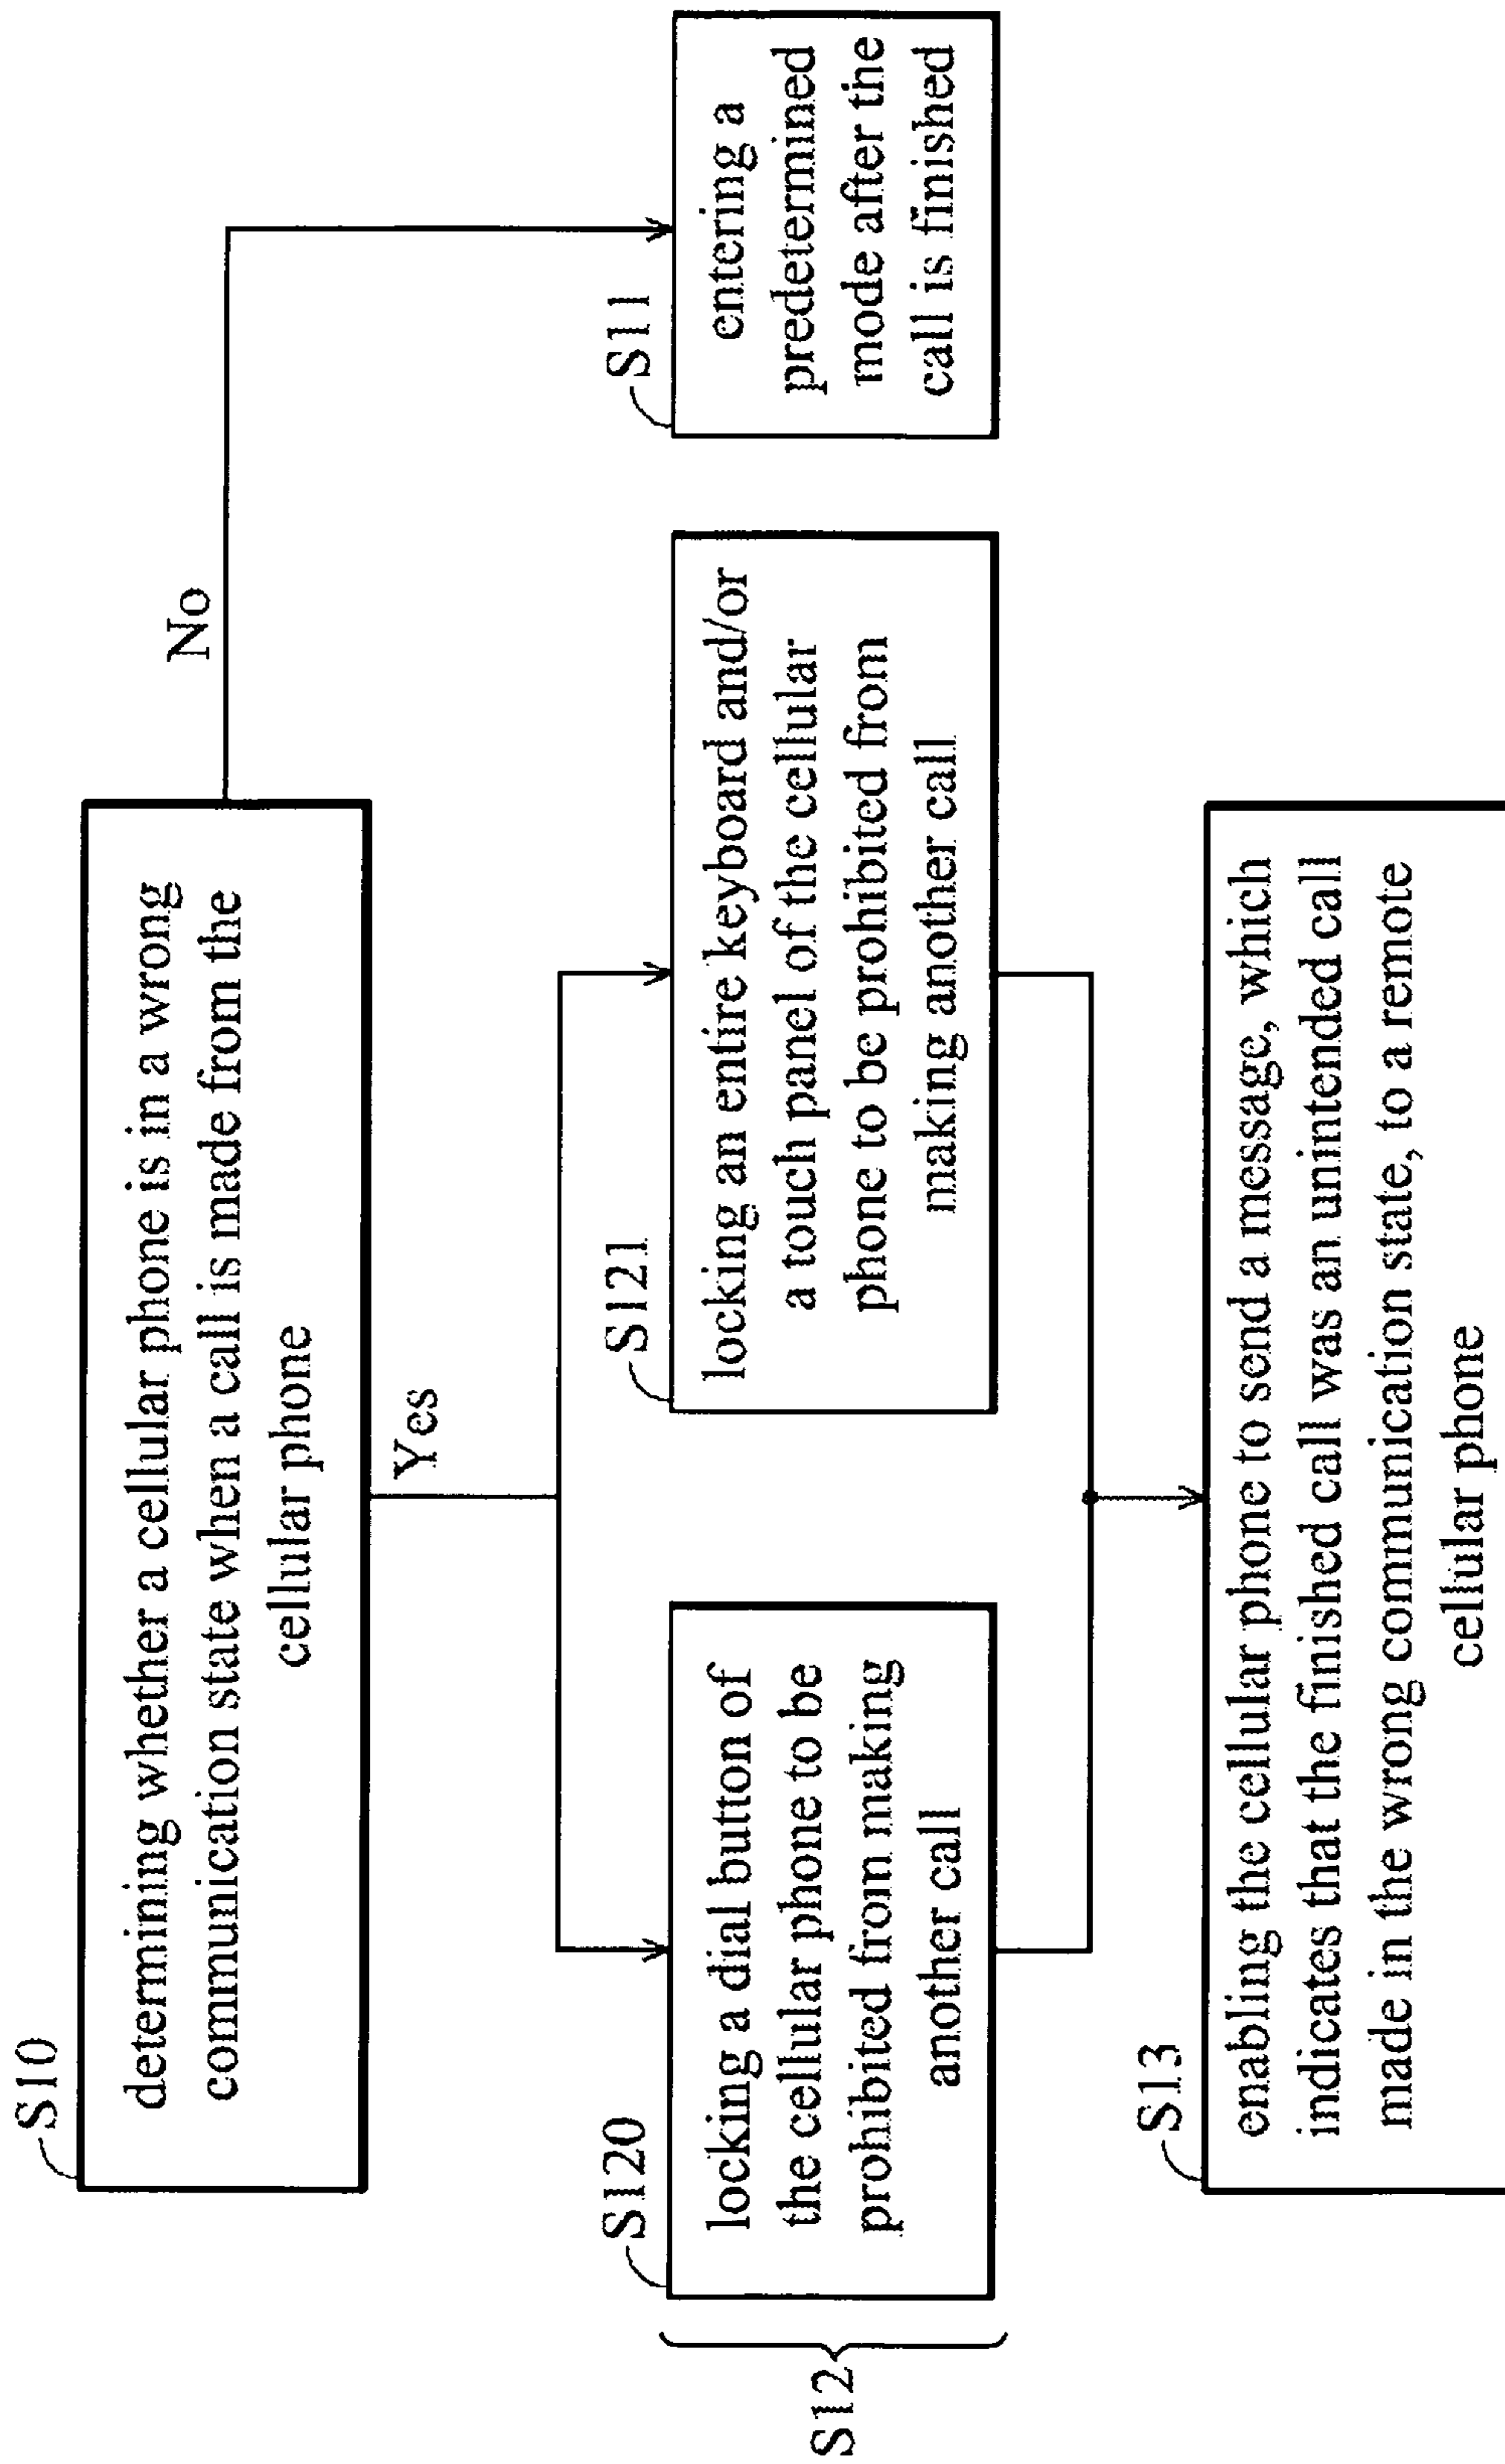 S10
determining whether a cellular phone is in a wrong
communication state when a call is made from the
cellular phone
No
Yes
S12
S120
locking a dial button of
the cellular phone to be
prohibited from making
another call
S121
locking an entire keyboard and/or
a touch panel of the cellular
phone to be prohibited from
making another call
S11
entering a
predetermined
mode after the
call is finished
S13
enabling the cellular phone to send a message, which
indicates that the finished call was an unintended call
made in the wrong communication state, to a remote
cellular phone